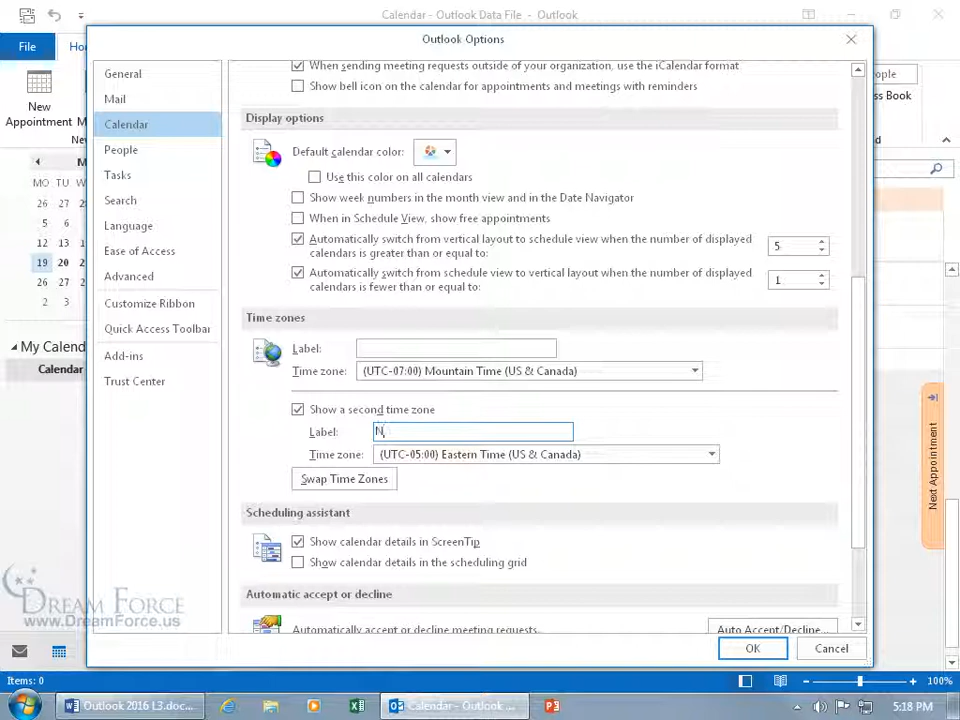 Calendar - Outlook Data File - Outlook
File
Outlook Options
General
Mail
Calendar
People
Tasks
Search
Language
Ease of Access
Advanced
Customize Ribbon
Quick Access Toolbar
Add-ins
Trust Center
When sending meeting requests outside of your organization, use the iCalendar format
Show bell icon on the calendar for appointments and meetings with reminders
Display options
Default calendar color:
Use this color on all calendars
Show week numbers in the month view and in the Date Navigator
When in Schedule View, show free appointments
Automatically switch from vertical layout to schedule view when the number of displayed
calendars is greater than or equal to:
5
Automatically switch from schedule view to vertical layout when the number of displayed
calendars is fewer than or equal to:
1
Time zones
Label:
Time zone: (UTC-07:00) Mountain Time (US & Canada)
Show a second time zone
Label: N
Time zone: (UTC-05:00) Eastern Time (US & Canada)
Swap Time Zones
Scheduling assistant
Show calendar details in ScreenTip
Show calendar details in the scheduling grid
Automatic accept or decline
Automatically accept or decline meeting requests.
Auto Accept/Decline...
OK
Cancel
New
Appointment
MO TU
26 27
5 6
12 13
19 20
26 27
2 3
My Calend
Calendar
Next Appointment
DREAM FORCE
www.DreamForce.us
Items: 0
100%
Outlook 2016 L3.doc...
Calendar - Outlook ...
5:18 PM